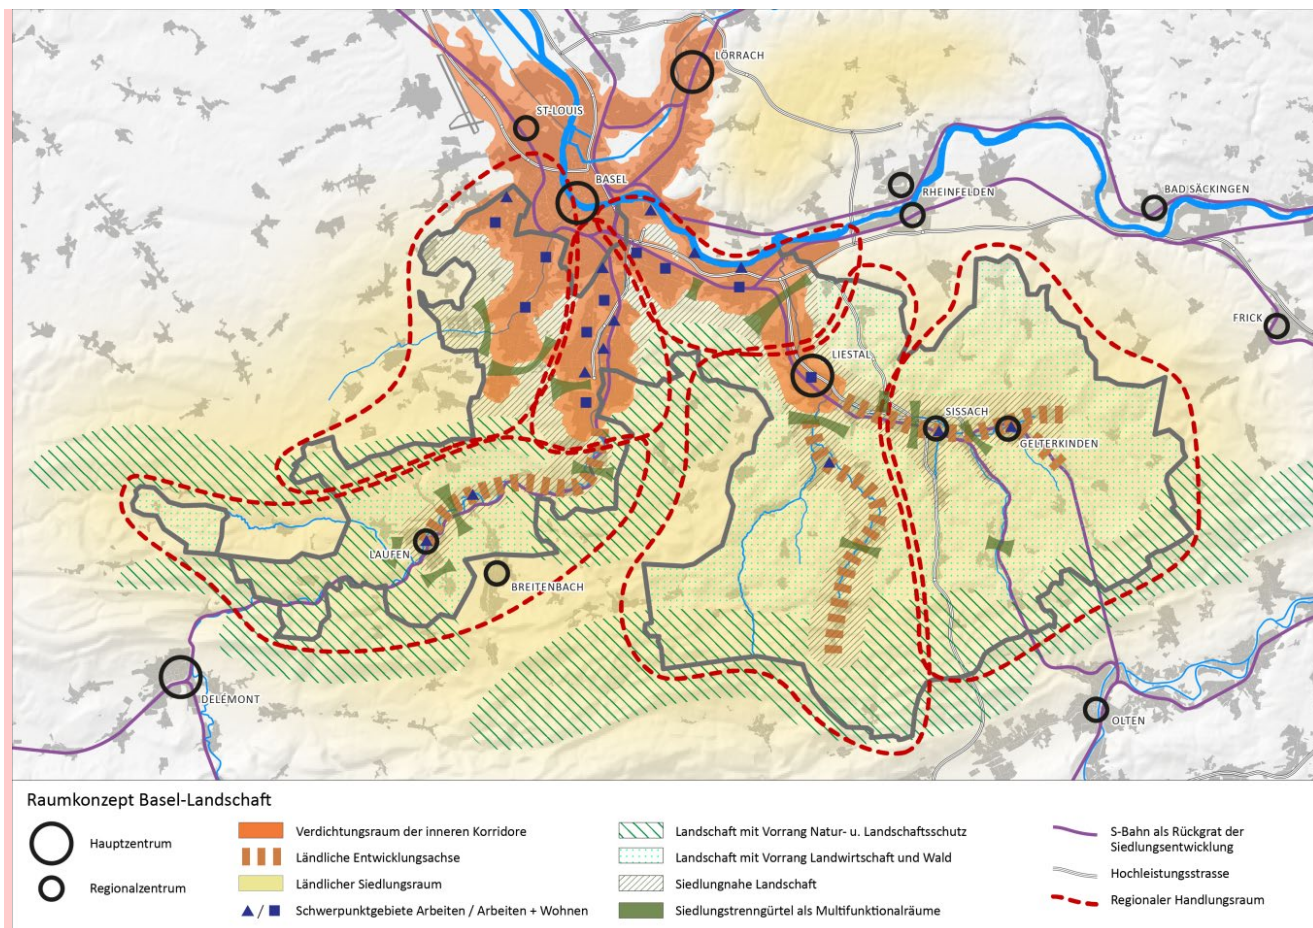 LÖRRACH
ST-LOUIS
BASEL
RHEINFELDEN
BAD SÄCKINGEN
FRICK
LIESTAL
SISSACH
GELTERKINDEN
LAUFEN
BREITENBACH
DELÉMONT
OLTEN
Raumkonzept Basel-Landschaft
Hauptzentrum
Regionalzentrum
Verdichtungsraum der inneren Korridore
Ländliche Entwicklungsachse
Ländlicher Siedlungsraum
/
Schwerpunktgebiete Arbeiten / Arbeiten + Wohnen
Landschaft mit Vorrang Natur- u. Landschaftsschutz
Landschaft mit Vorrang Landwirtschaft und Wald
Siedlungnahe Landschaft
Siedlungstrenngürtel als Multifunktionalräume
S-Bahn als Rückgrat der
Siedlungsentwicklung
Hochleistungsstrasse
Regionaler Handlungsraum